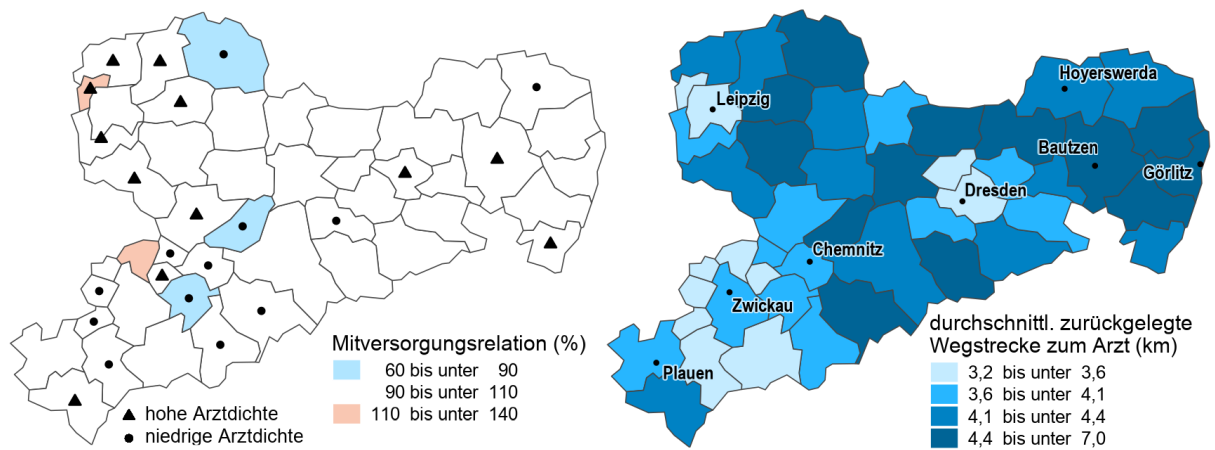 Mitversorgungsrelation (%)
60 bis unter 90
90 bis unter 110
110 bis unter 140
hohe Arztdichte
niedrige Arztdichte
Hoyerswerda
Leipzig
Bautzen
Görlitz
Dresden
Chemnitz
Zwickau
Plauen
durchschnittl. zurückgelegte
Wegstrecke zum Arzt (km)
3,2 bis unter 3,6
3,6 bis unter 4,1
4,1 bis unter 4,4
4,4 bis unter 7,0